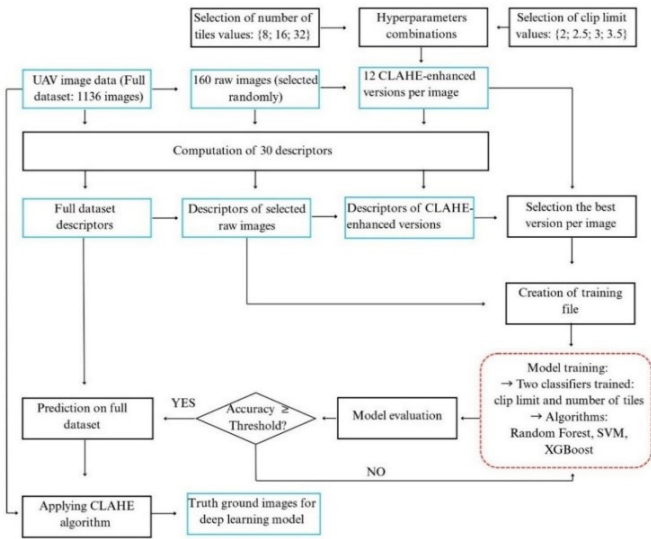 Selection of number of
tiles values: {8; 16; 32}
Hyperparameters
combinations
Selection of clip limit
values: {2; 2.5; 3; 3.5}
UAV image data (Full
dataset: 1136 images)
160 raw images (selected
randomly)
12 CLAHE-enhanced
versions per image
Computation of 30 descriptors
Full dataset
descriptors
Descriptors of selected
raw images
Descriptors of CLAHE-
enhanced versions
Selection the best
version per image
Creation of training
file
Model training:
→ Two classifiers trained:
clip limit and number of tiles
→ Algorithms:
Random Forest, SVM,
XGBoost
Model evaluation
Accuracy ≥
Threshold?
YES
NO
Prediction on full
dataset
Applying CLAHE
algorithm
Truth ground images for
deep learning model